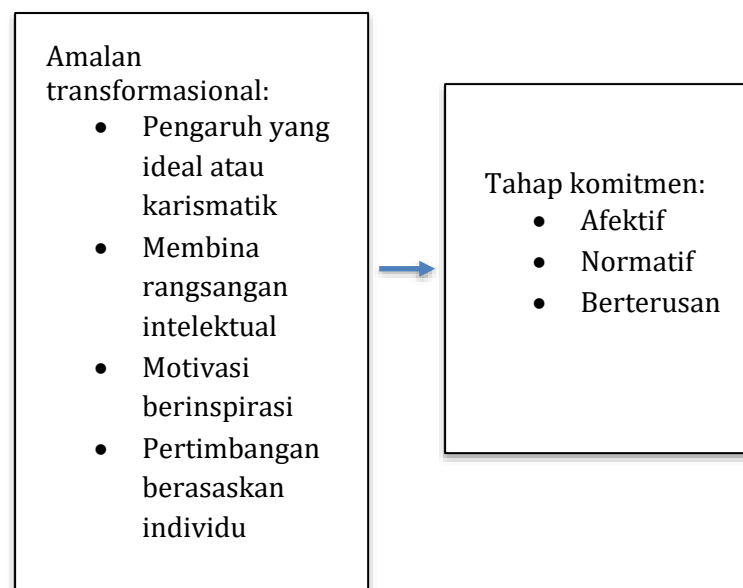 Amalan
transformasional:
• Pengaruh yang
ideal atau
karismatik
• Membina
rangsangan
intelektual
• Motivasi
berinspirasi
• Pertimbangan
berasaskan
individu
Tahap komitmen:
• Afektif
• Normatif
• Berterusan